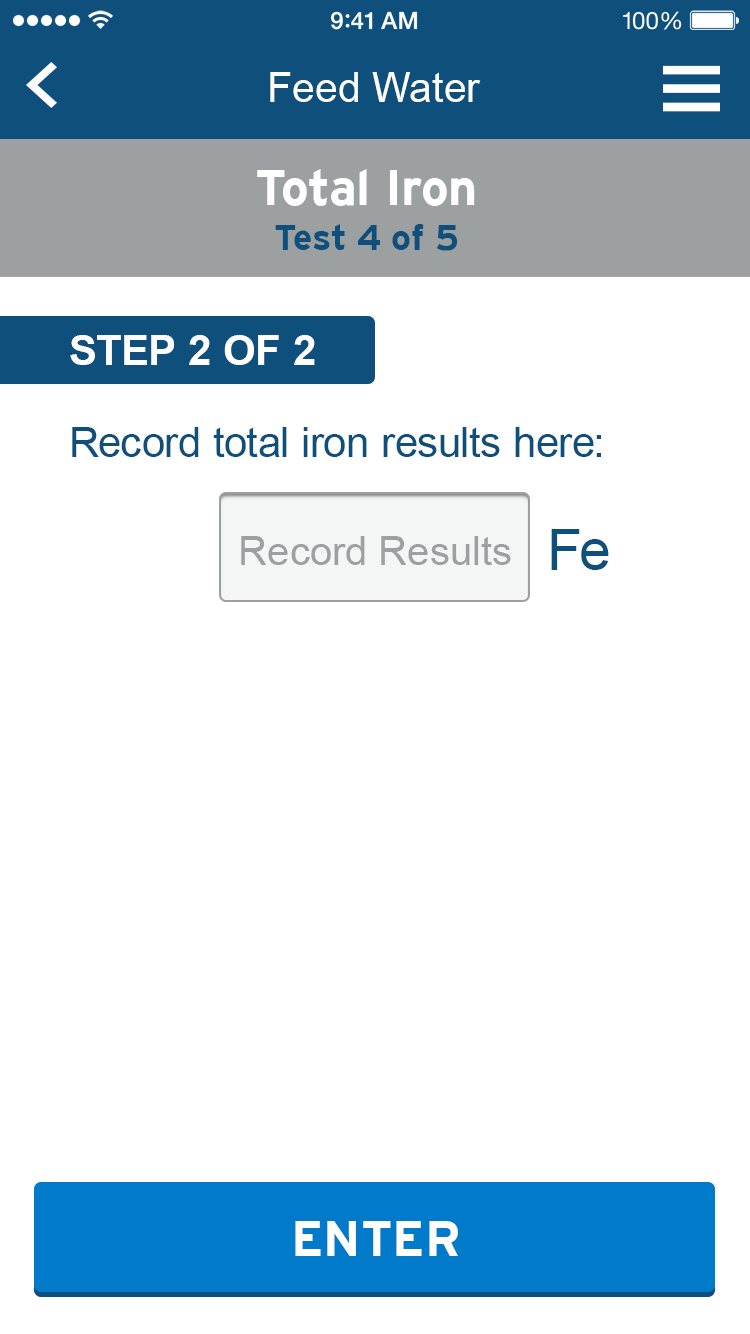 9:41 AM
100%
Feed Water
Total Iron
Test 4 of 5
STEP 2 OF 2
Record total iron results here:
Record Results Fe
ENTER